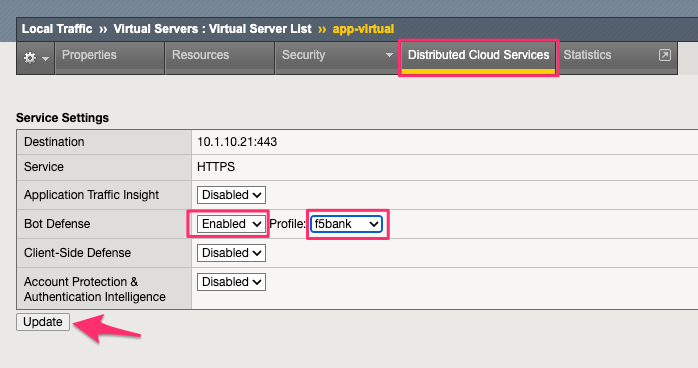 Local Traffic ›› Virtual Servers : Virtual Server List ›› app-virtual
Properties Resources Security Distributed Cloud Services Statistics
Service Settings
Destination 10.1.10.21:443
Service HTTPS
Application Traffic Insight Disabled
Bot Defense Enabled Profile: f5bank
Client-Side Defense Disabled
Account Protection & Disabled
Authentication Intelligence
Update